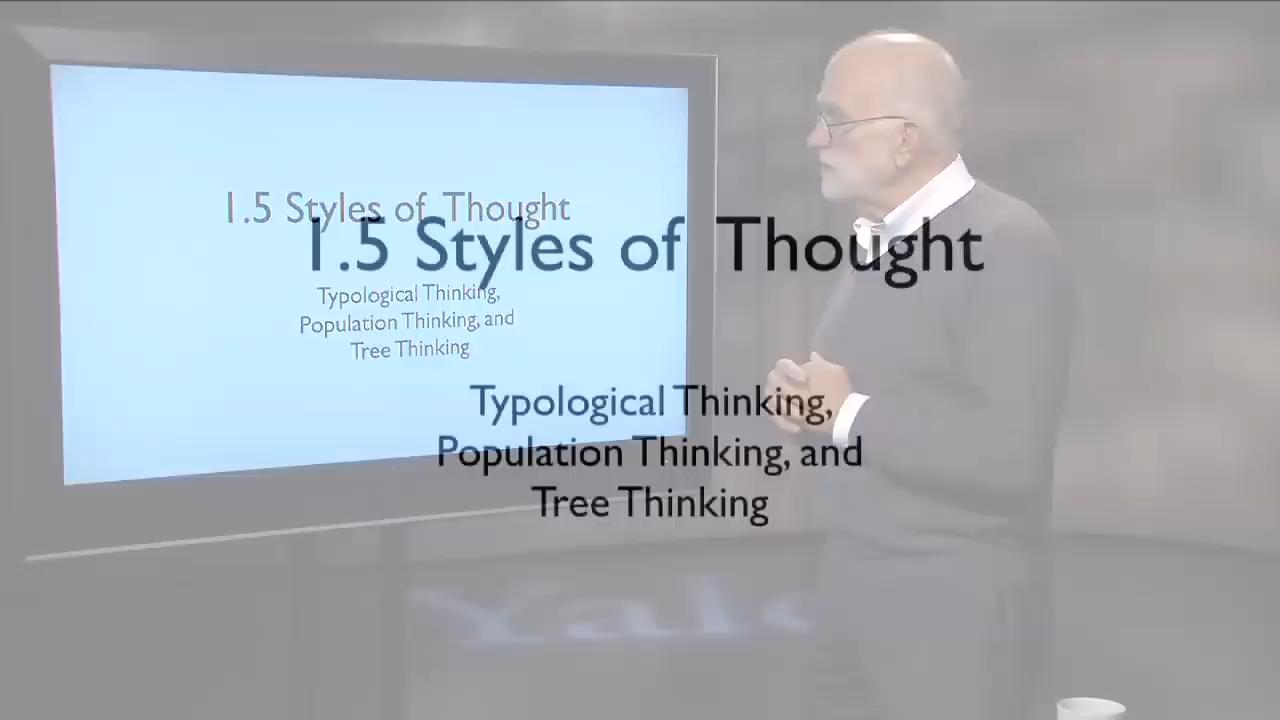 1.5 Styles of Thought
Typological Thinking,
Population Thinking, and
Tree Thinking
1.5 Styles of Thought
Typological Thinking,
Population Thinking, and
Tree Thinking
Yale